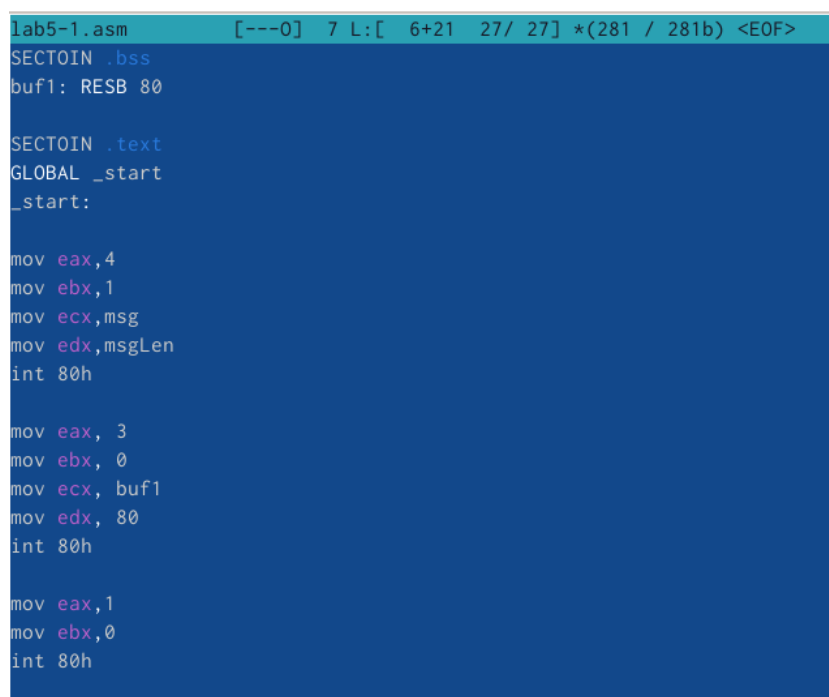 lab5-1.asm [---O] 7 L:[ 6+21 27/ 27] *(281 / 281b) <EOF>
SECTOIN .bss
buf1: RESB 80
SECTOIN .text
GLOBAL _start
_start:
mov eax,4
mov ebx,1
mov ecx,msg
mov edx,msgLen
int 80h
mov eax, 3
mov ebx, 0
mov ecx, buf1
mov edx, 80
int 80h
mov eax,1
mov ebx,0
int 80h